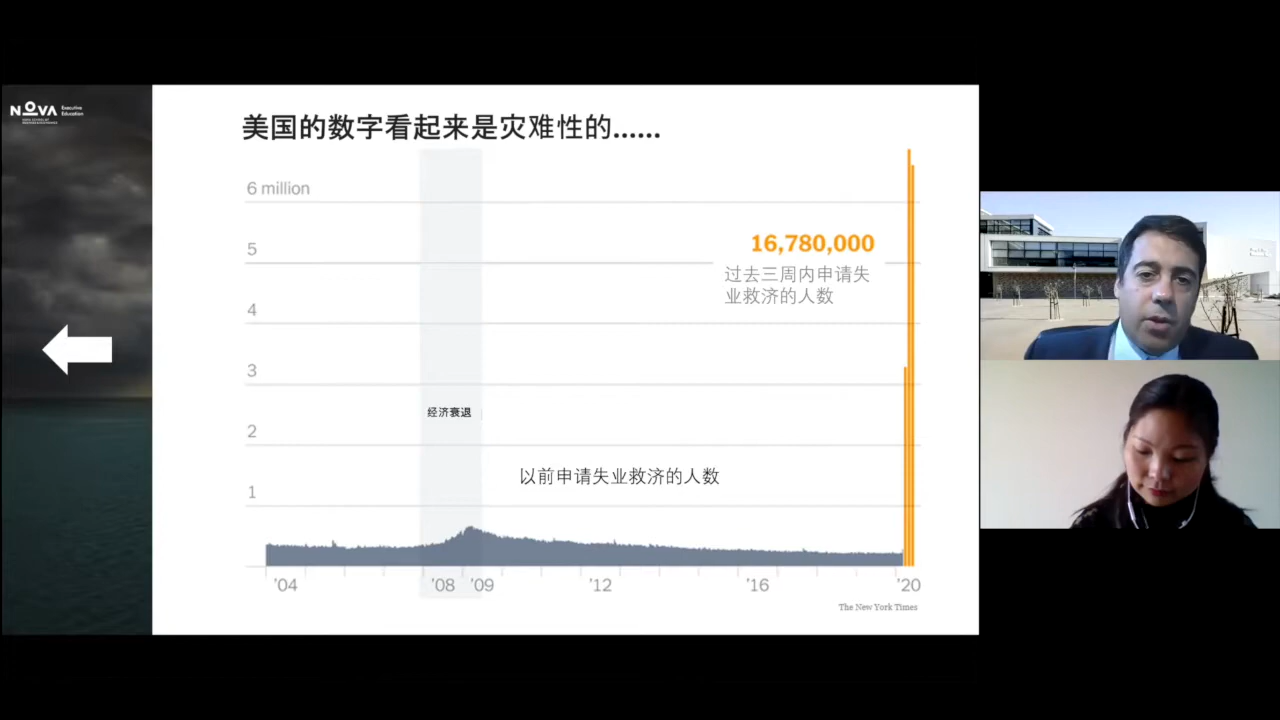 NOVA
Executive
Education
美国的数字看起来是灾难性的......
6 million
5
16,780,000
过去三周内申请失
业救济的人数
4
3
经济衰退
2
以前申请失业救济的人数
1
'04 '08 '09 '12 '16 '20
The New York Times